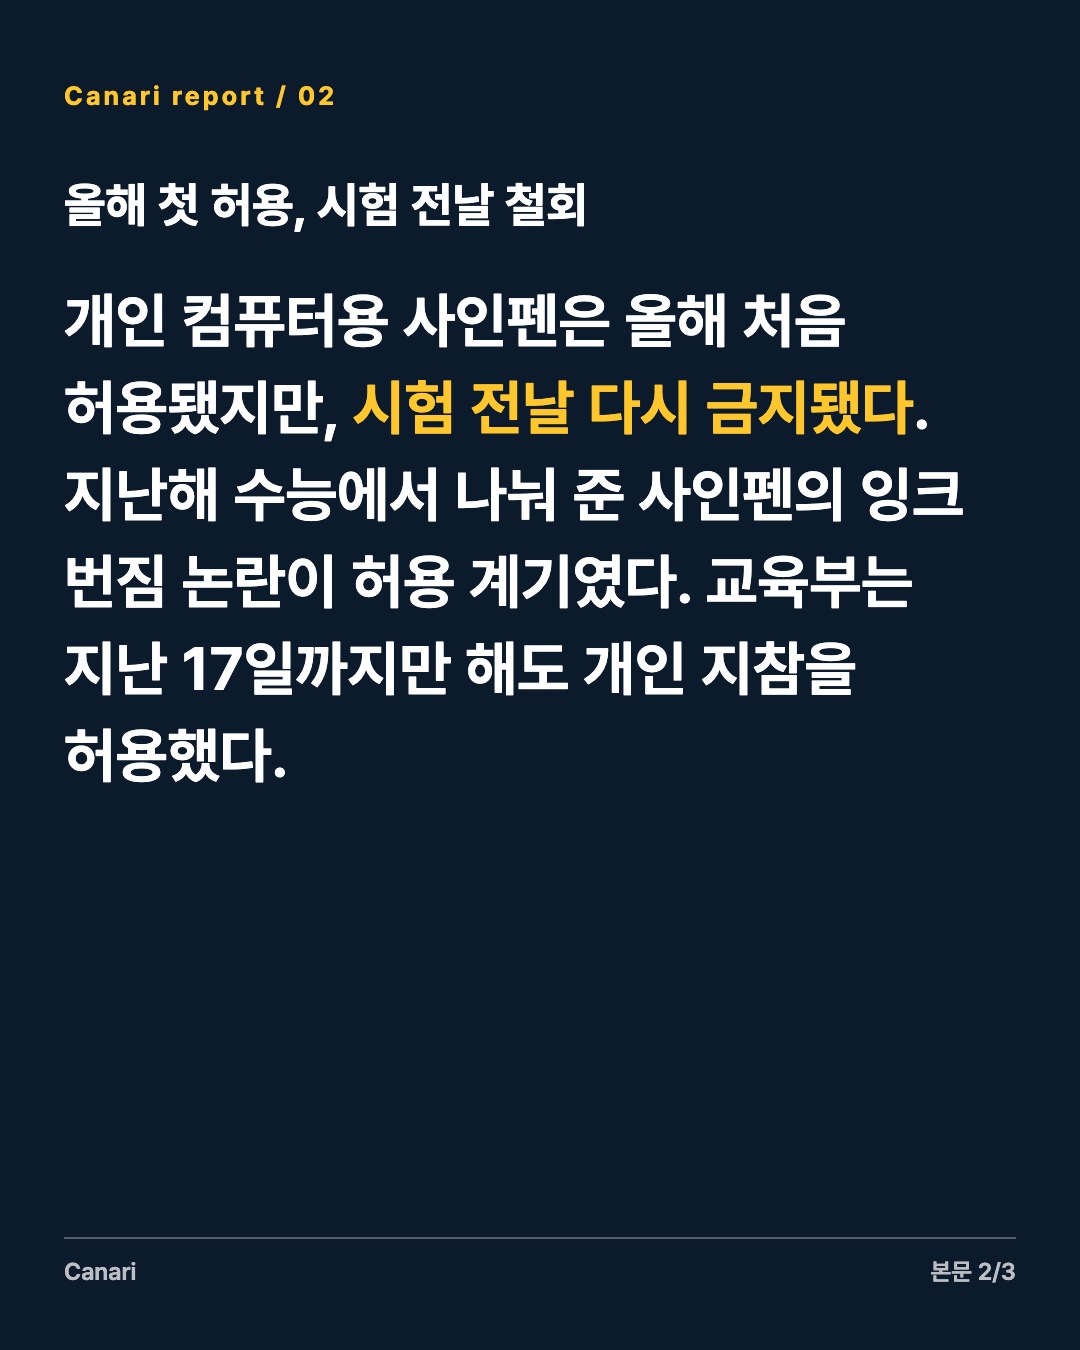 Canari report / 02
올해 첫 허용, 시험 전날 철회
개인 컴퓨터용 사인펜은 올해 처음
허용됐지만, 시험 전날 다시 금지됐다.
지난해 수능에서 나눠 준 사인펜의 잉크
번짐 논란이 허용 계기였다. 교육부는
지난 17일까지만 해도 개인 지참을
허용했다.
Canari
본문 2/3